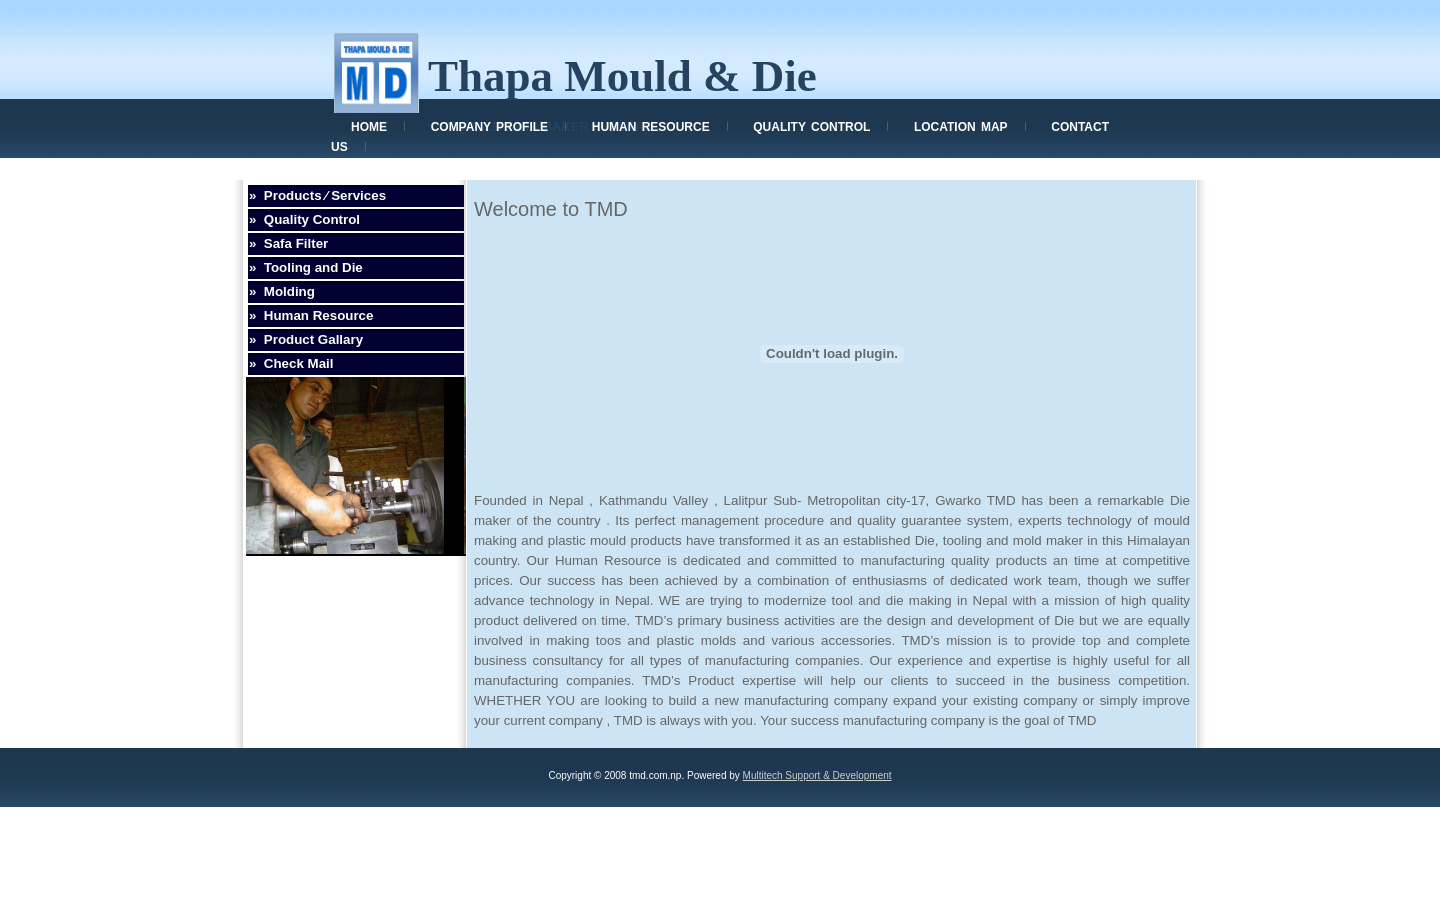 THAPA MOULD & DIE
M D
Thapa Mould & Die
HOME
COMPANY PROFILE
HUMAN RESOURCE
QUALITY CONTROL
LOCATION MAP
CONTACT
US
» Products ⁄ Services
» Quality Control
» Safa Filter
» Tooling and Die
» Molding
» Human Resource
» Product Gallary
» Check Mail
Welcome to TMD
Couldn't load plugin.
Founded in Nepal , Kathmandu Valley , Lalitpur Sub- Metropolitan city-17, Gwarko TMD has been a remarkable Die
maker of the country . Its perfect management procedure and quality guarantee system, experts technology of mould
making and plastic mould products have transformed it as an established Die, tooling and mold maker in this Himalayan
country. Our Human Resource is dedicated and committed to manufacturing quality products an time at competitive
prices. Our success has been achieved by a combination of enthusiasms of dedicated work team, though we suffer
advance technology in Nepal. WE are trying to modernize tool and die making in Nepal with a mission of high quality
product delivered on time. TMD’s primary business activities are the design and development of Die but we are equally
involved in making toos and plastic molds and various accessories. TMD’s mission is to provide top and complete
business consultancy for all types of manufacturing companies. Our experience and expertise is highly useful for all
manufacturing companies. TMD’s Product expertise will help our clients to succeed in the business competition.
WHETHER YOU are looking to build a new manufacturing company expand your existing company or simply improve
your current company , TMD is always with you. Your success manufacturing company is the goal of TMD
Copyright © 2008 tmd.com.np. Powered by Multitech Support & Development